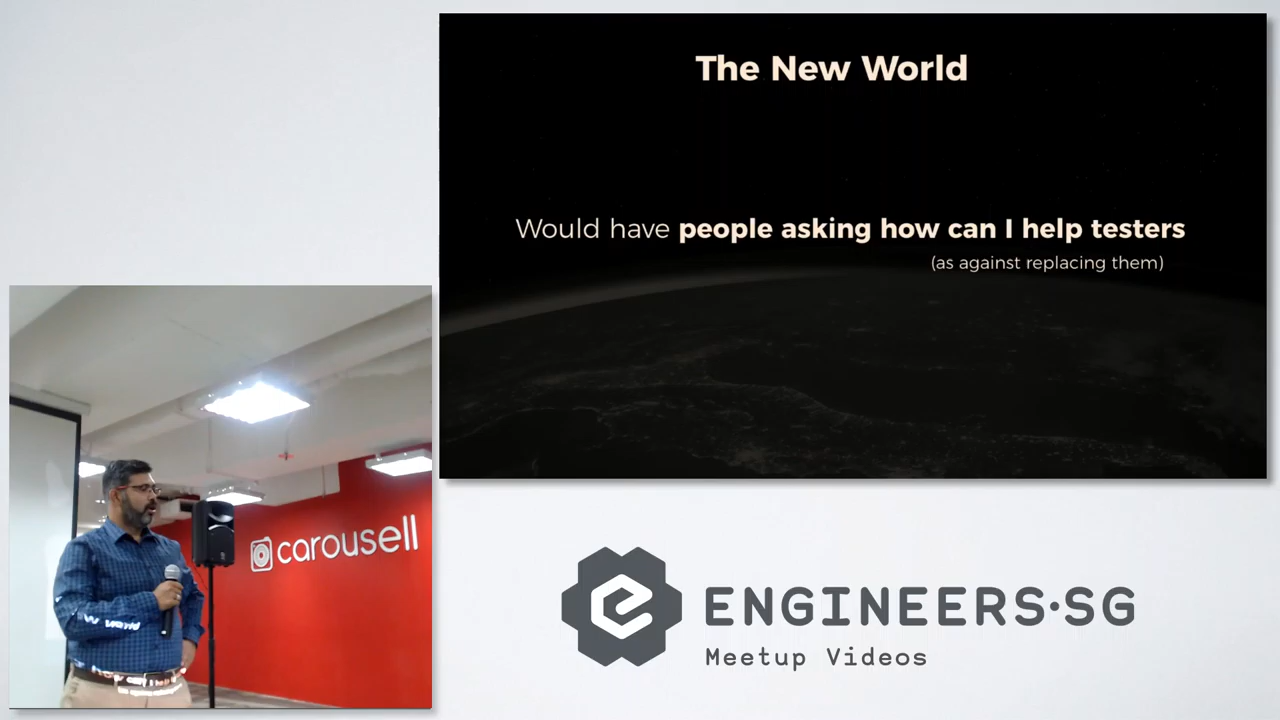 The New World
Would have people asking how can I help testers
(as against replacing them)
carousell
ENGINEERS·SG
Meetup Videos